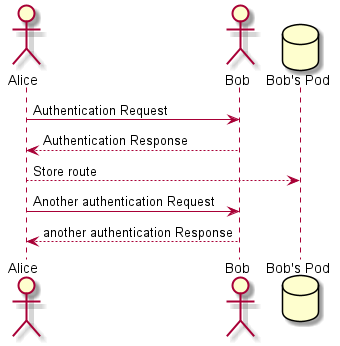 Alice Bob Bob's Pod
Authentication Request
Authentication Response
Store route
Another authentication Request
another authentication Response
Alice Bob Bob's Pod